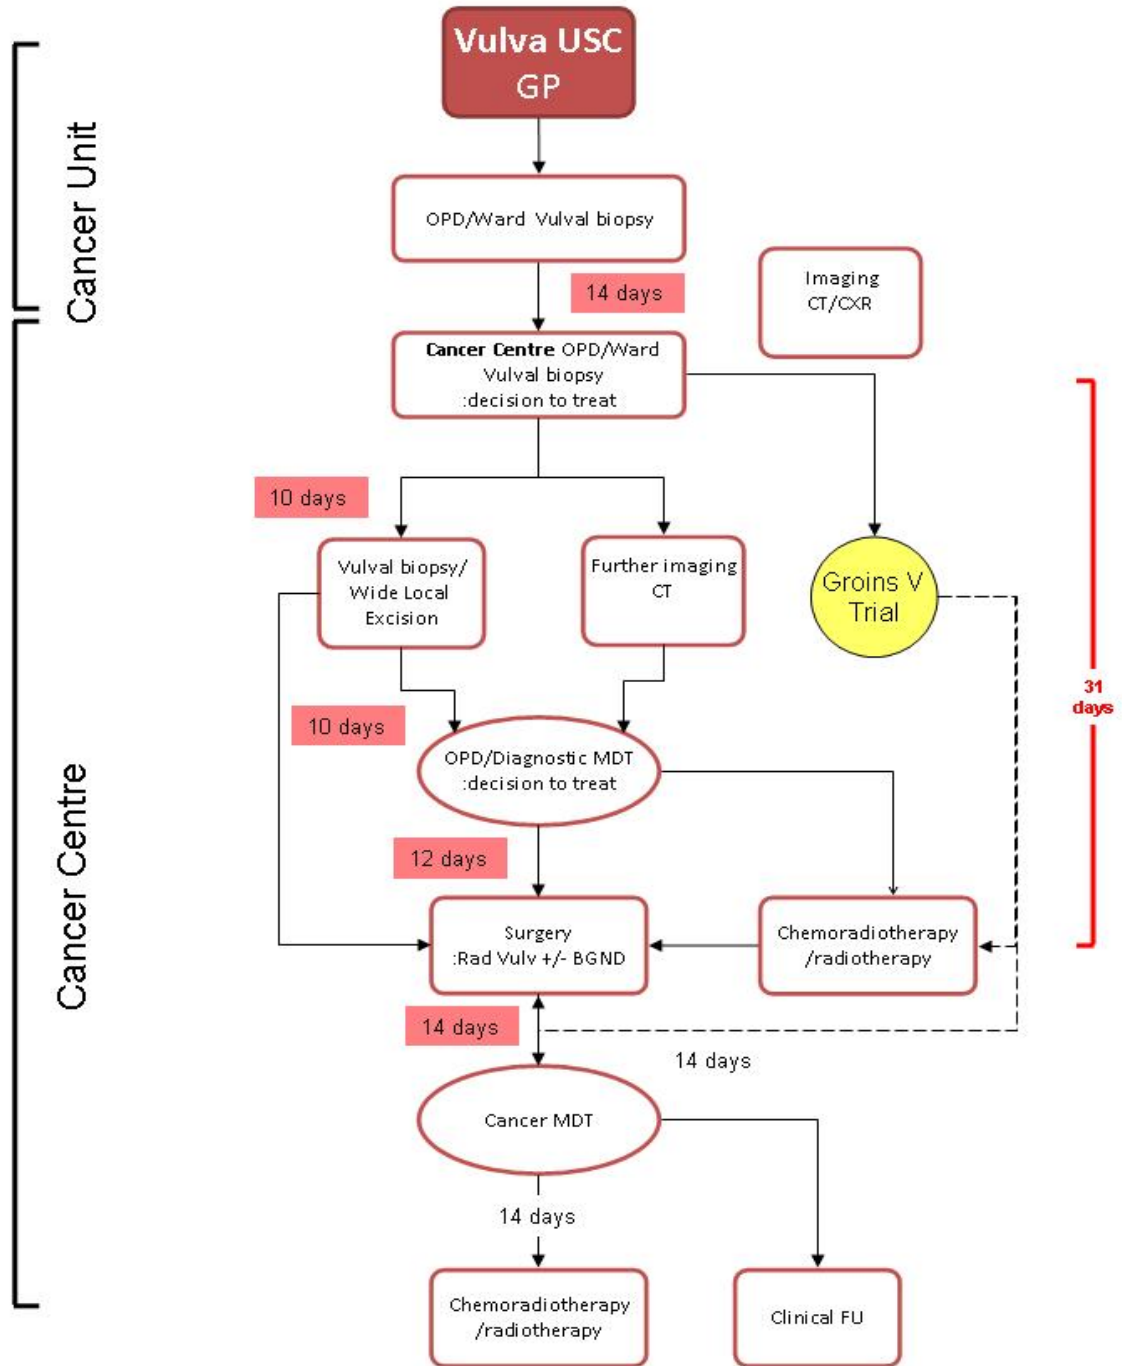 Vulva USC
GP
Cancer Unit
OPD/Ward Vulval biopsy
14 days
Imaging
CT/CXR
Cancer Centre OPD/Ward
Vulval biopsy
:decision to treat
10 days
Vulval biopsy/
Wide Local
Excision
Further imaging
CT
Groins V
Trial
31
days
10 days
OPD/Diagnostic MDT
:decision to treat
Cancer Centre
12 days
Surgery
:Rad Vulv +/- BGND
Chemoradiotherapy
/radiotherapy
14 days
14 days
Cancer MDT
14 days
Chemoradiotherapy
/radiotherapy
Clinical FU